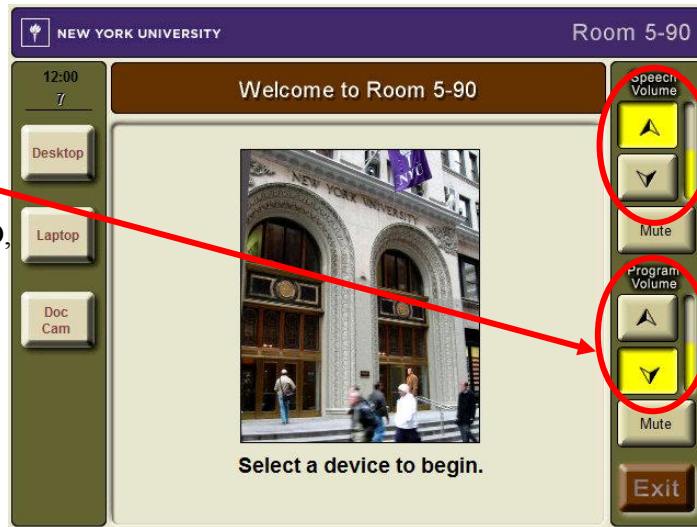 NEW YORK UNIVERSITY
Room 5-90
12:00
7
Welcome to Room 5-90
Speech
Volume
Desktop
NYU
NEW YORK UNIVERSITY
Laptop
Mute
Program
Volume
Doc
Cam
Mute
Select a device to begin.
Exit